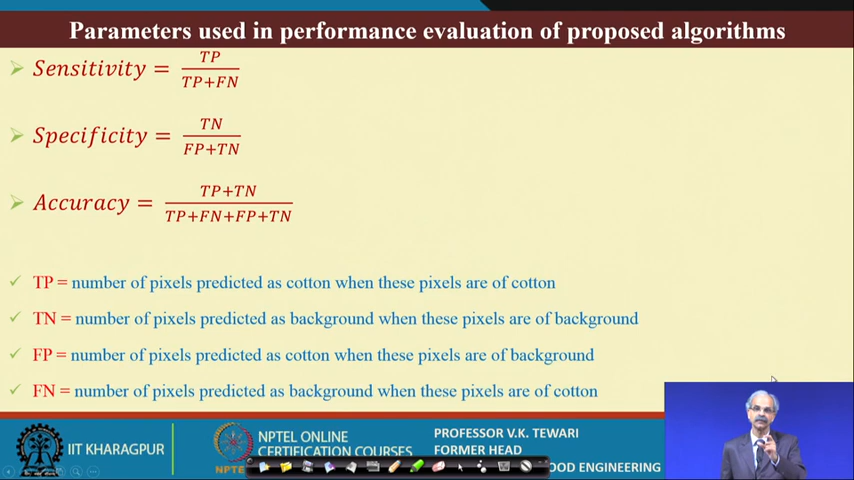 Parameters used in performance evaluation of proposed algorithms
Sensitivity = TP / TP+FN
Specificity = TN / FP+TN
Accuracy = TP+TN / TP+FN+FP+TN
TP = number of pixels predicted as cotton when these pixels are of cotton
TN = number of pixels predicted as background when these pixels are of background
FP = number of pixels predicted as cotton when these pixels are of background
FN = number of pixels predicted as background when these pixels are of cotton
IIT KHARAGPUR
NPTEL ONLINE
CERTIFICATION COURSES
PROFESSOR V.K. TEWARI
FORMER HEAD
OOD ENGINEERING